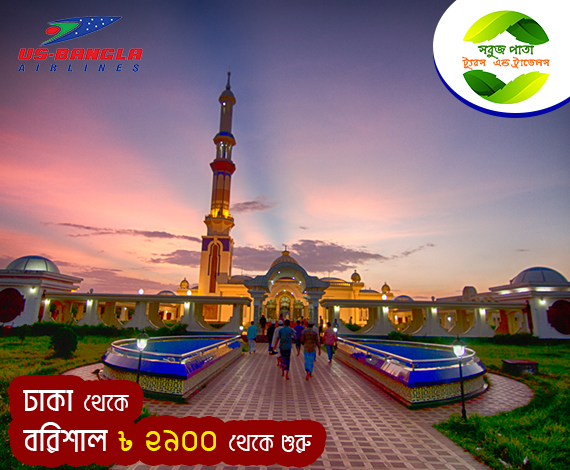 US-BANGLA
AIRLINES
সবুজ পাতা
ট্যুরস এন্ড ট্রাভেলস
ঢাকা থেকে
বরিশাল ৳ ২৯০০ থেকে শুরু